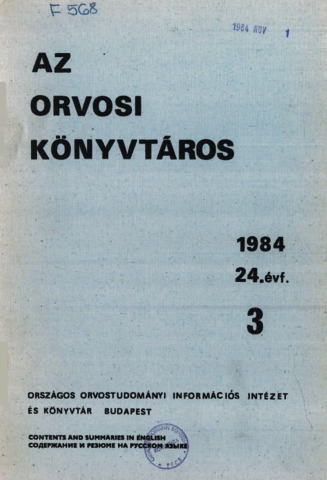 F 568
1984 NOV 1
AZ
ORVOSI
KÖNYVTÁROS
1984
24.évf.
3
ORSZÁGOS ORVOSTUDOMÁNYI INFORMÁCIÓS INTÉZET
ÉS KÖNYVTÁR BUDAPEST
CONTENTS AND SUMMARIES IN ENGLISH
СОДЕРЖАНИЕ И РЕЗЮМЕ НА РУССКОМ ЯЗЫКЕ